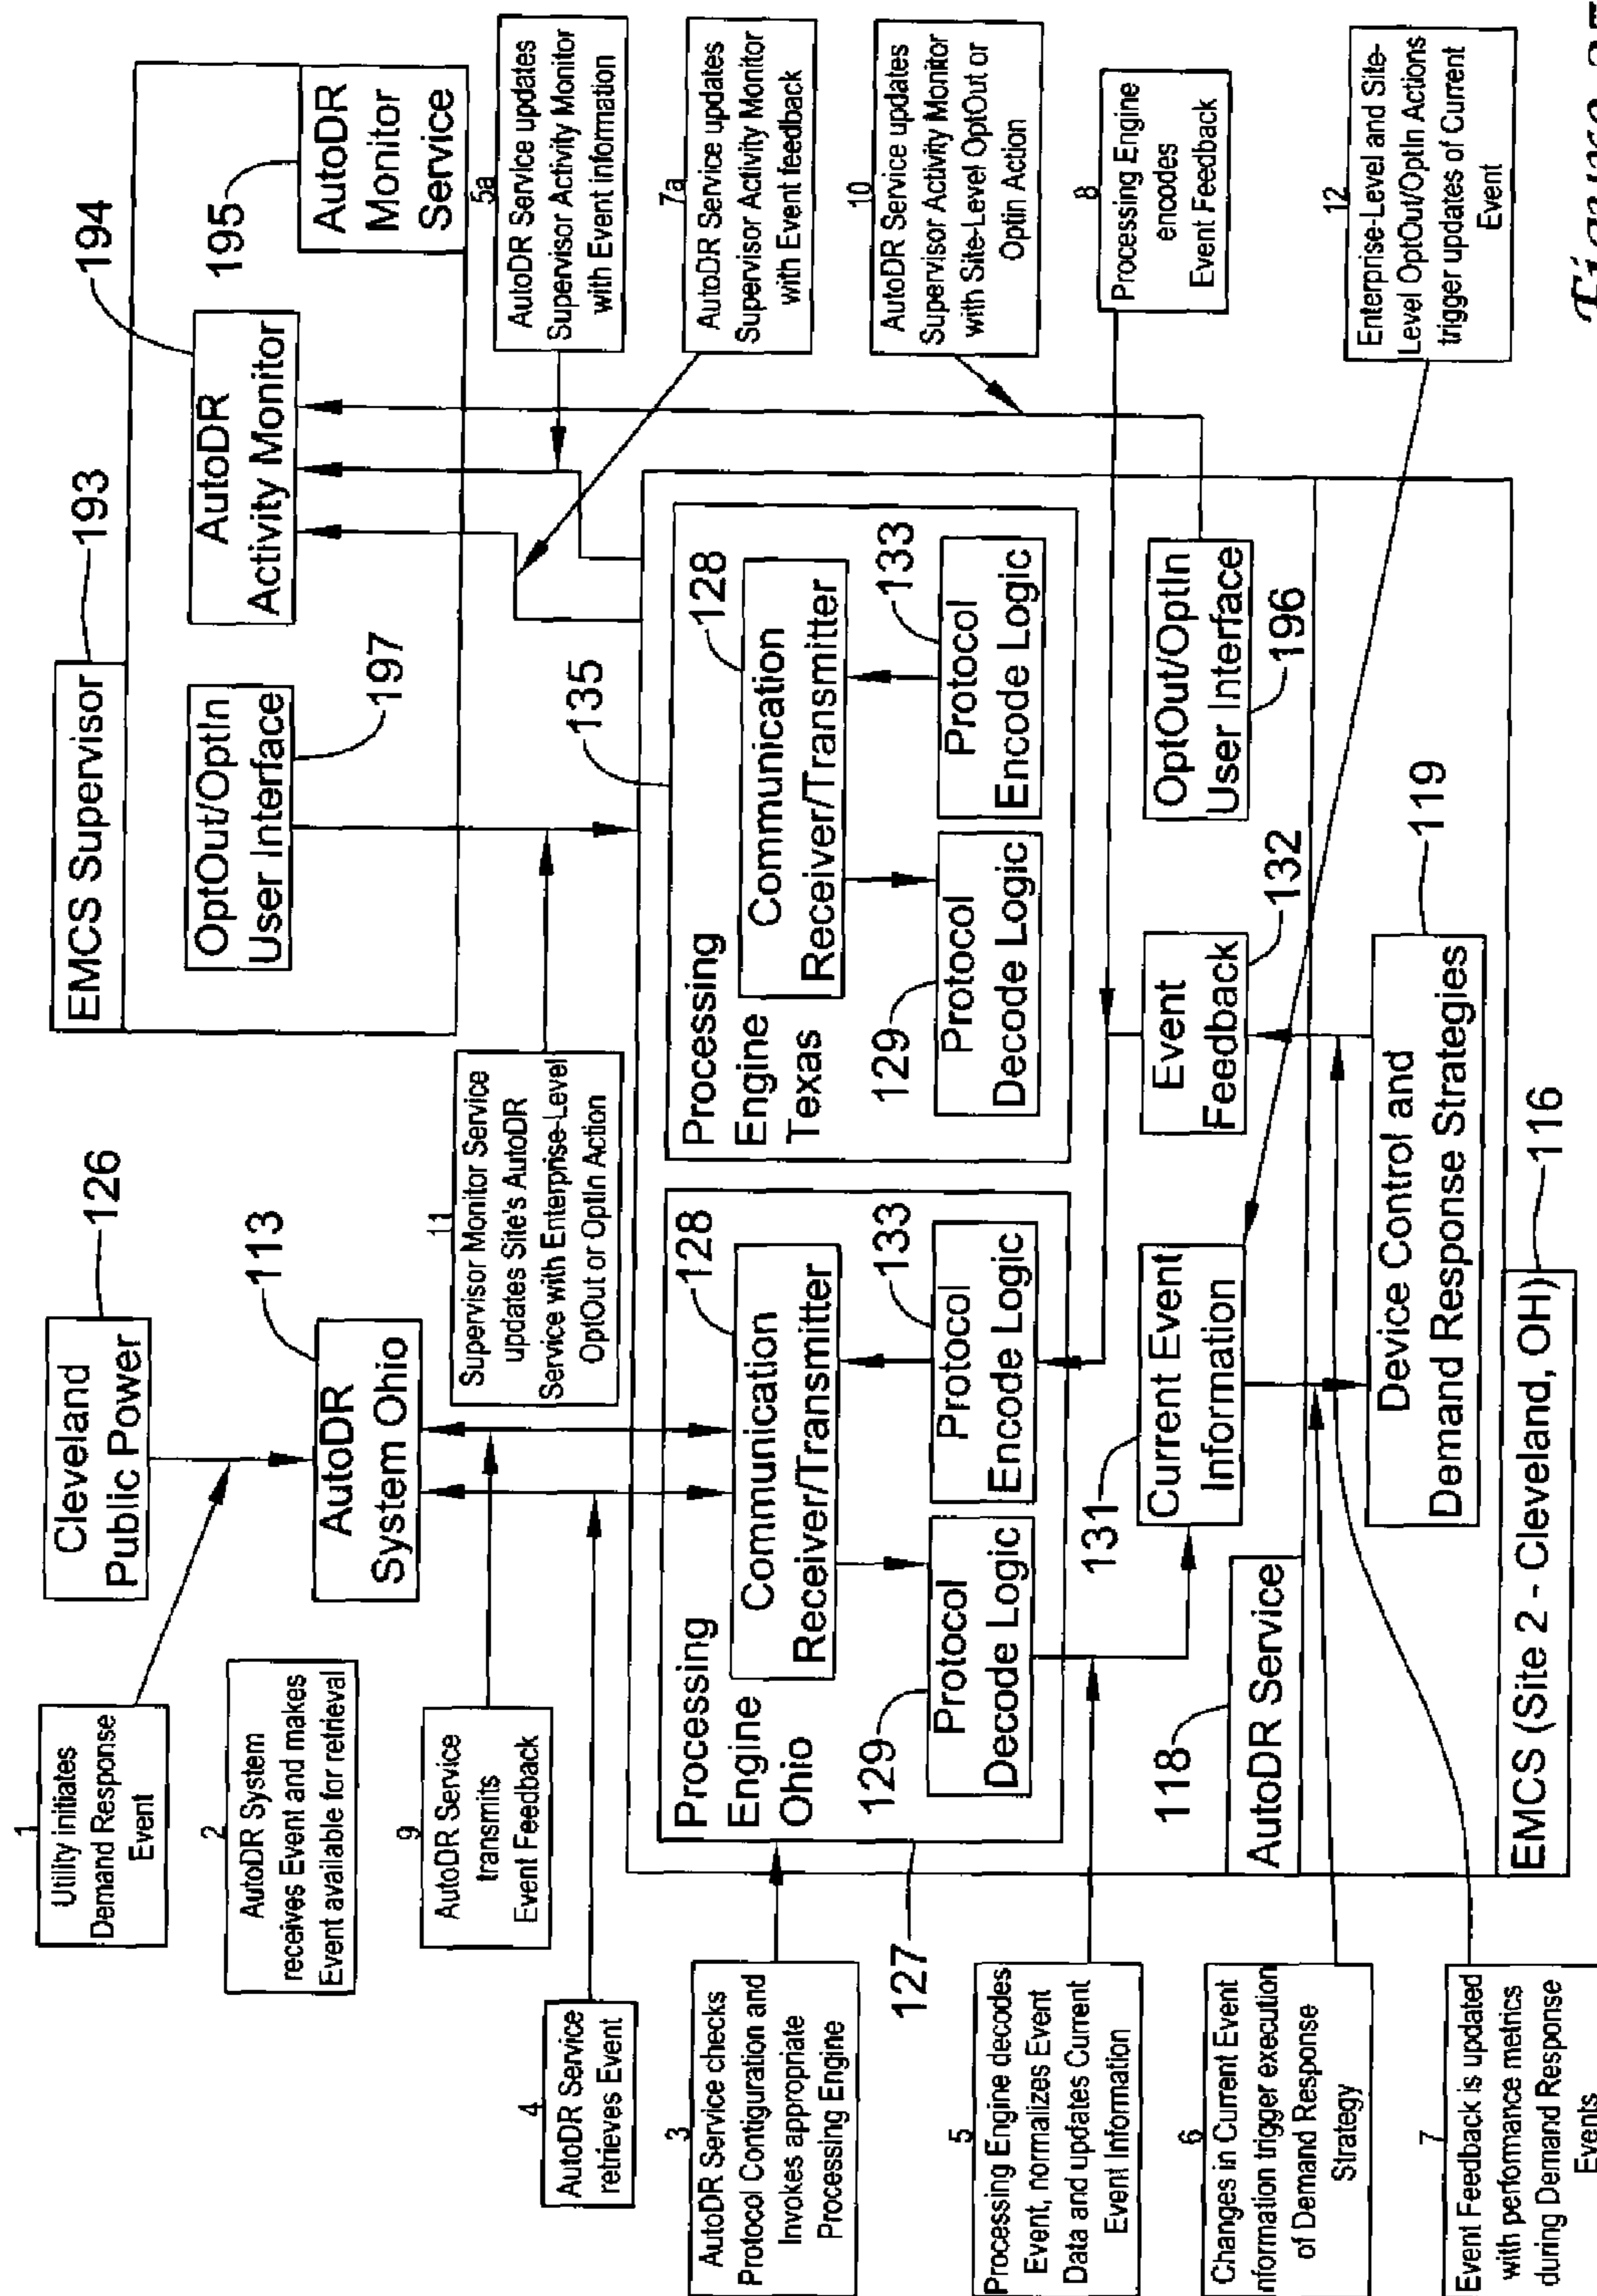 1
Utility initiates
Demand Response
Event
2
AutoDR System
receives Event and makes
Event available for retrieval
9
AutoDR Service
transmits
Event Feedback
4
AutoDR Service
retrieves Event
3
AutoDR Service checks
Protocol Configuration and
Invokes appropriate
Processing Engine
5
Processing Engine decodes
Event, normalizes Event
Data and updates Current
Event Information
6
Changes in Current Event
nformation trigger execution
of Demand Response
Strategy
7
Event Feedback is updated
with performance metrics
during Demand Response
Events
Cleveland
Public Power
126
AutoDR
System Ohio
113
11
Supervisor Monitor Service
updates Site's AutoDR
Service with Enterprise-Level
OptOut or OptIn Action
EMCS Supervisor
193
OptOut/OptIn
User Interface
197
AutoDR
Activity Monitor
194
AutoDR
Monitor
Service
195
5a
AutoDR Service updates
Supervisor Activity Monitor
with Event information
7a
AutoDR Service updates
Supervisor Activity Monitor
with Event feedback
10
AutoDR Service updates
Supervisor Activity Monitor
with Site-Level OptOut or
Optin Action
8
Processing Engine
encodes
Event Feedback
12
Enterprise-Level and Site-
Level OptOut/OptIn Actions
trigger updates of Current
Event
Processing
Engine
Ohio
127
Communication
Receiver/Transmitter
128
Protocol
Decode Logic
129
Protocol
Encode Logic
133
Processing
Engine
Texas
135
Communication
Receiver/Transmitter
128
Protocol
Decode Logic
129
Protocol
Encode Logic
133
Current Event
Information
131
Event
Feedback
132
OptOut/OptIn
User Interface
196
AutoDR Service
118
Device Control and
Demand Response Strategies
119
EMCS (Site 2 - Cleveland, OH)
116